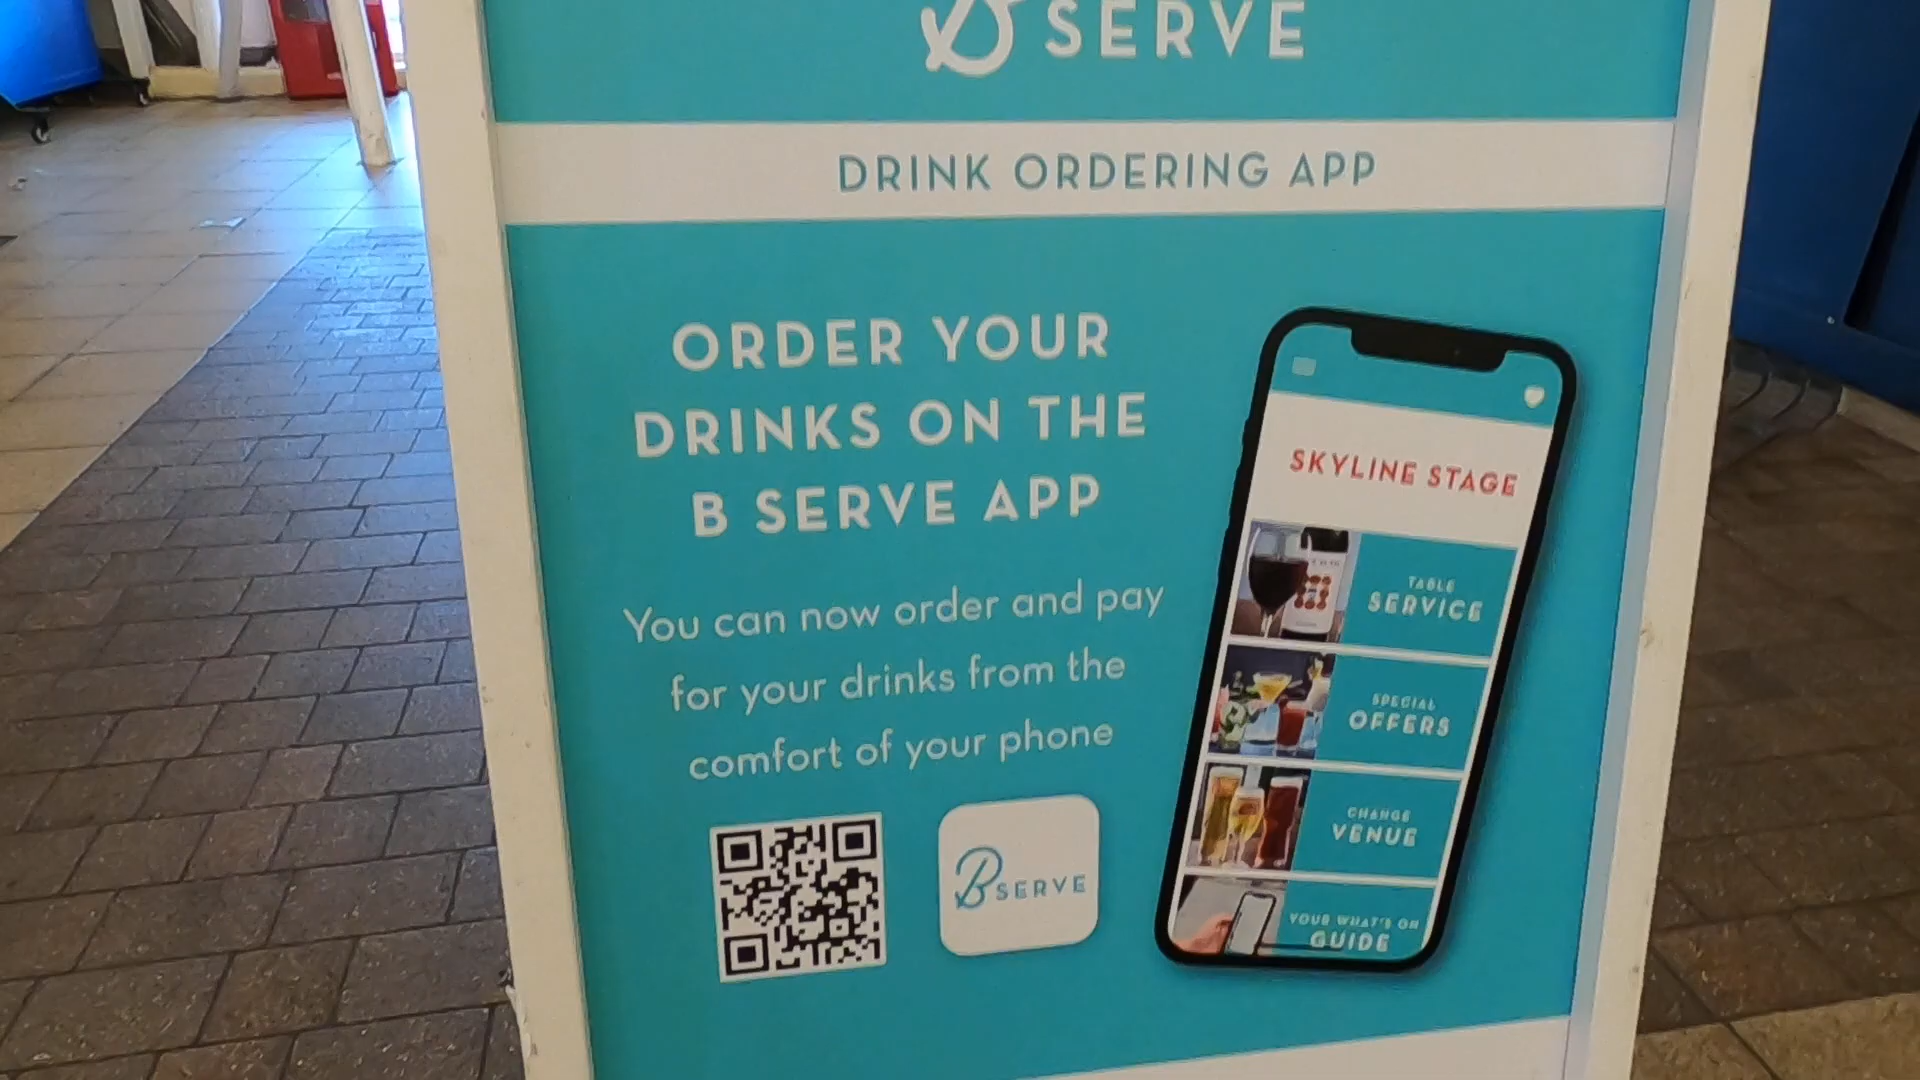 B SERVE
DRINK ORDERING APP
ORDER YOUR
DRINKS ON THE
B SERVE APP
You can now order and pay
for your drinks from the
comfort of your phone
B SERVE
SKYLINE STAGE
TABLE
SERVICE
SPECIAL
OFFERS
CHANGE
VENUE
YOUR WHAT'S ON
GUIDE